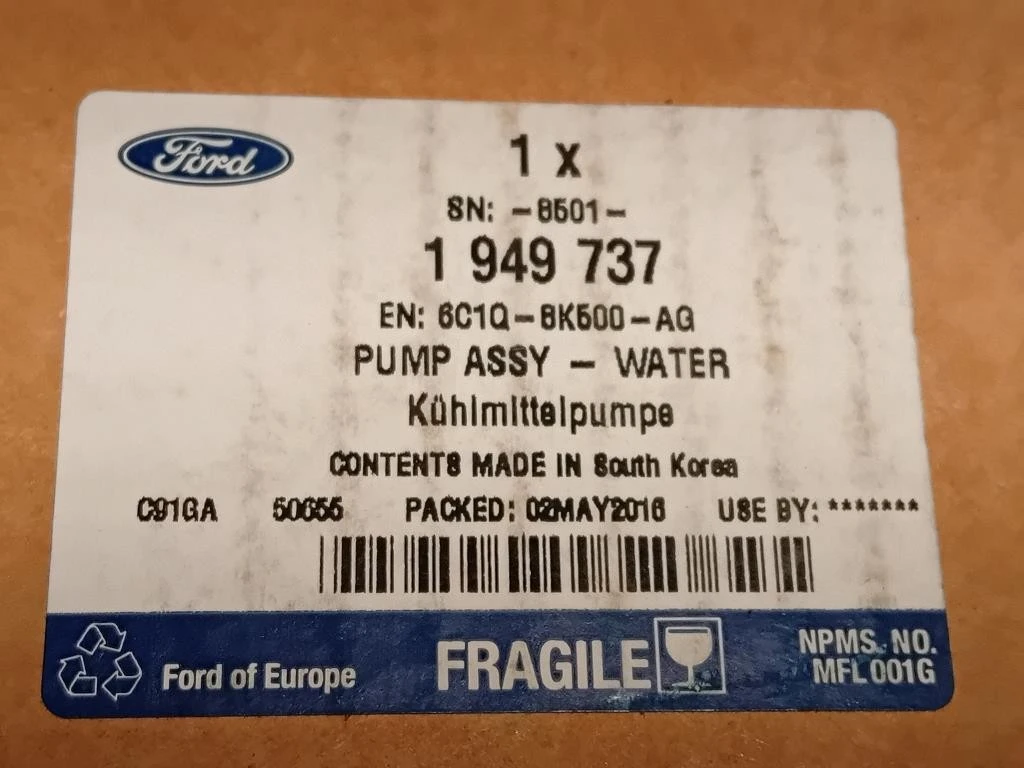 Ford
1 x
SN: -8501-
1 949 737
EN: 6C1Q-8K500-AG
PUMP ASSY - WATER
Kühlmittelpumpe
CONTENTS MADE IN South Korea
C91GA 50655 PACKED: 02MAY2016 USE BY: *******
Ford of Europe FRAGILE NPMS. NO.
MFL 001G